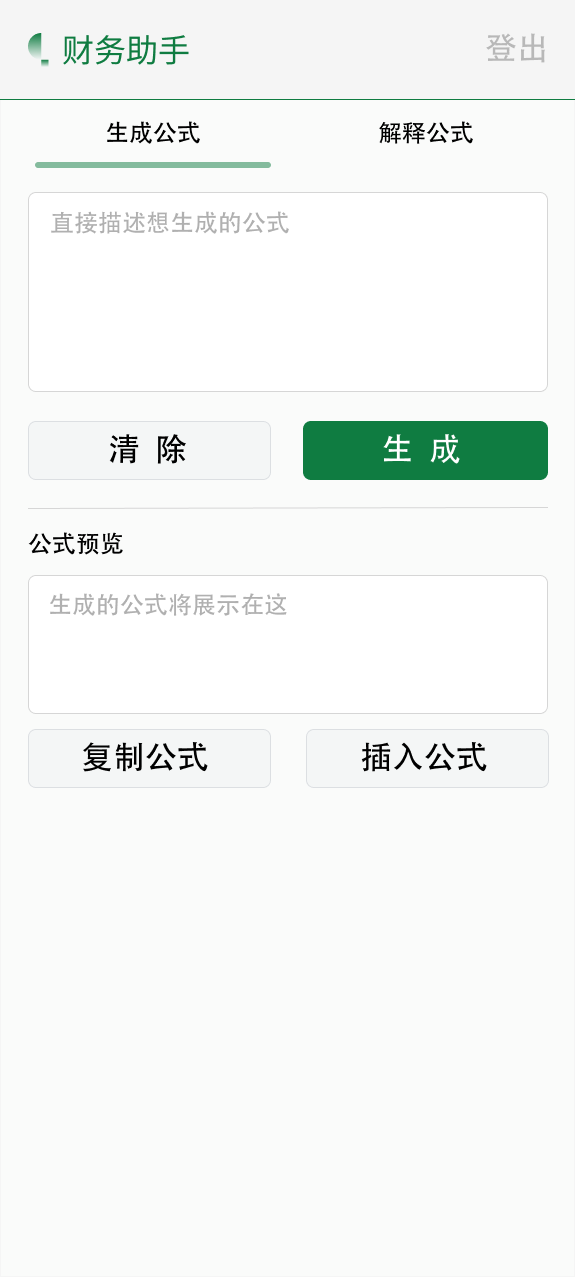 财务助手
登出
生成公式
解释公式
直接描述想生成的公式
清 除
生 成
公式预览
生成的公式将展示在这
复制公式
插入公式